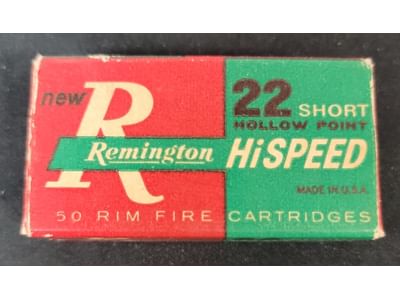 new R
22 SHORT
HOLLOW POINT
Remington HiSPEED
MADE IN U.S.A.
50 RIM FIRE CARTRIDGES